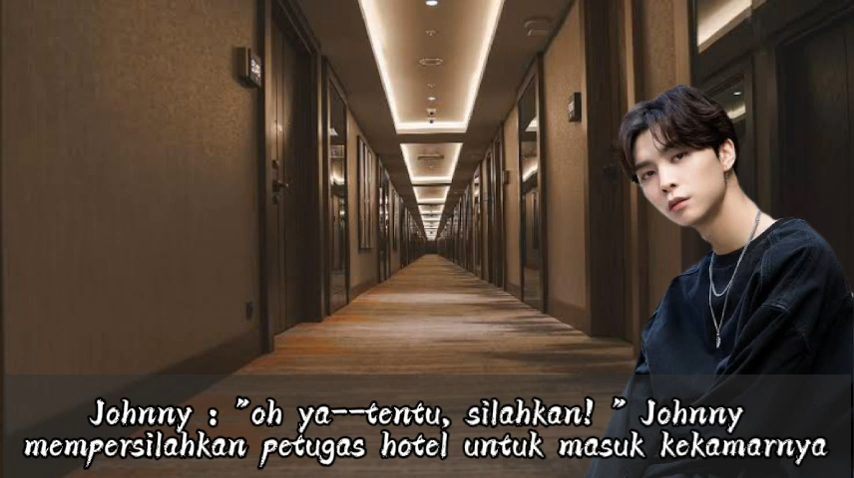 Johnny : "oh ya--tentu, silahkan! " Johnny
mempersilahkan petugas hotel untuk masuk kekamarnya